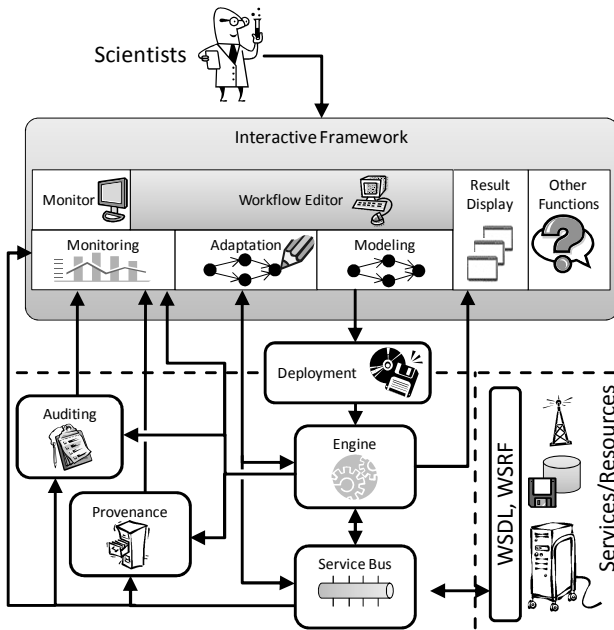 Scientists
Interactive Framework
Monitor
Workflow Editor
Result
Display
Other
Functions
Monitoring
Adaptation
Modeling
Deployment
Auditing
Engine
Provenance
Service Bus
WSDL, WSRF
Services/Resources